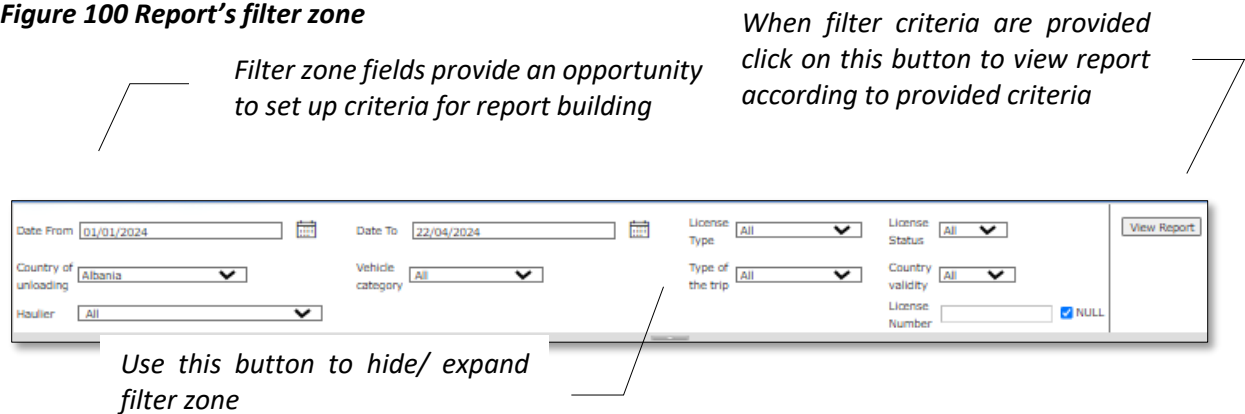 Figure 100 Report’s filter zone
When filter criteria are provided
click on this button to view report
according to provided criteria
Filter zone fields provide an opportunity
to set up criteria for report building
Date From 01/01/2024 Date To 22/04/2024 License Type All License Status All View Report
Country of unloading Albania Vehicle category All Type of the trip All Country validity All
Haulier All License Number NULL
Use this button to hide/ expand
filter zone